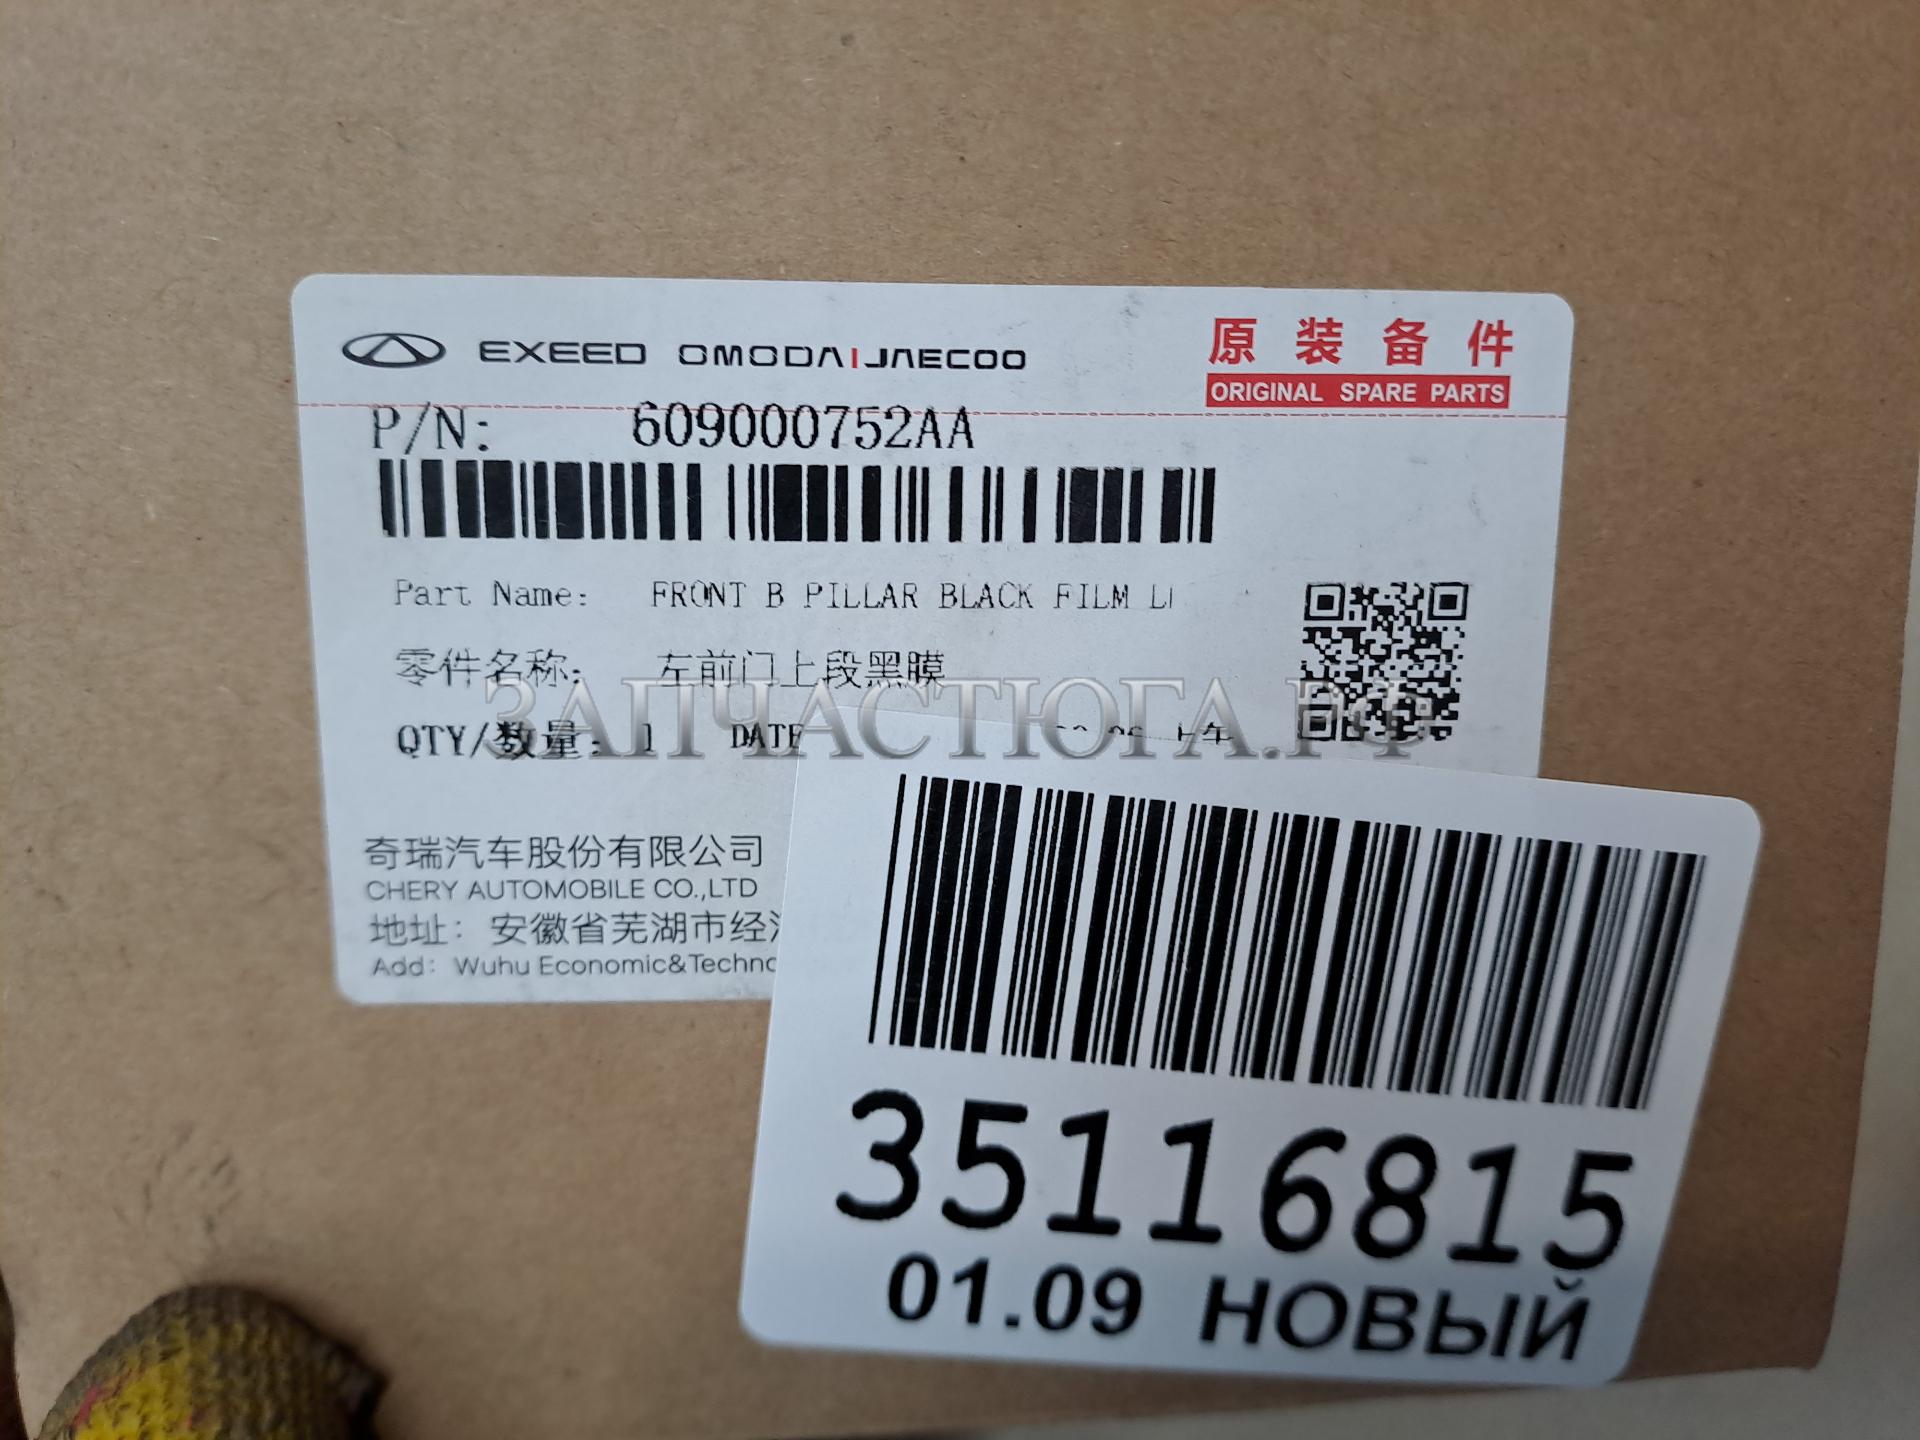 EXEED OMODA|JAECOO
原装备件
ORIGINAL SPARE PARTS
P/N: 609000752AA
Part Name: FRONT B PILLAR BLACK FILM
零件名称: 左前门上段黑膜
ЗАПЧАСТЮГА.РФ
QTY/数量: 1 DATE 上午
奇瑞汽车股份有限公司
CHERY AUTOMOBILE CO.,LTD
地址: 安徽省芜湖市经
Add: Wuhu Economic&Techno
35116815
01.09 НОВЫЙ